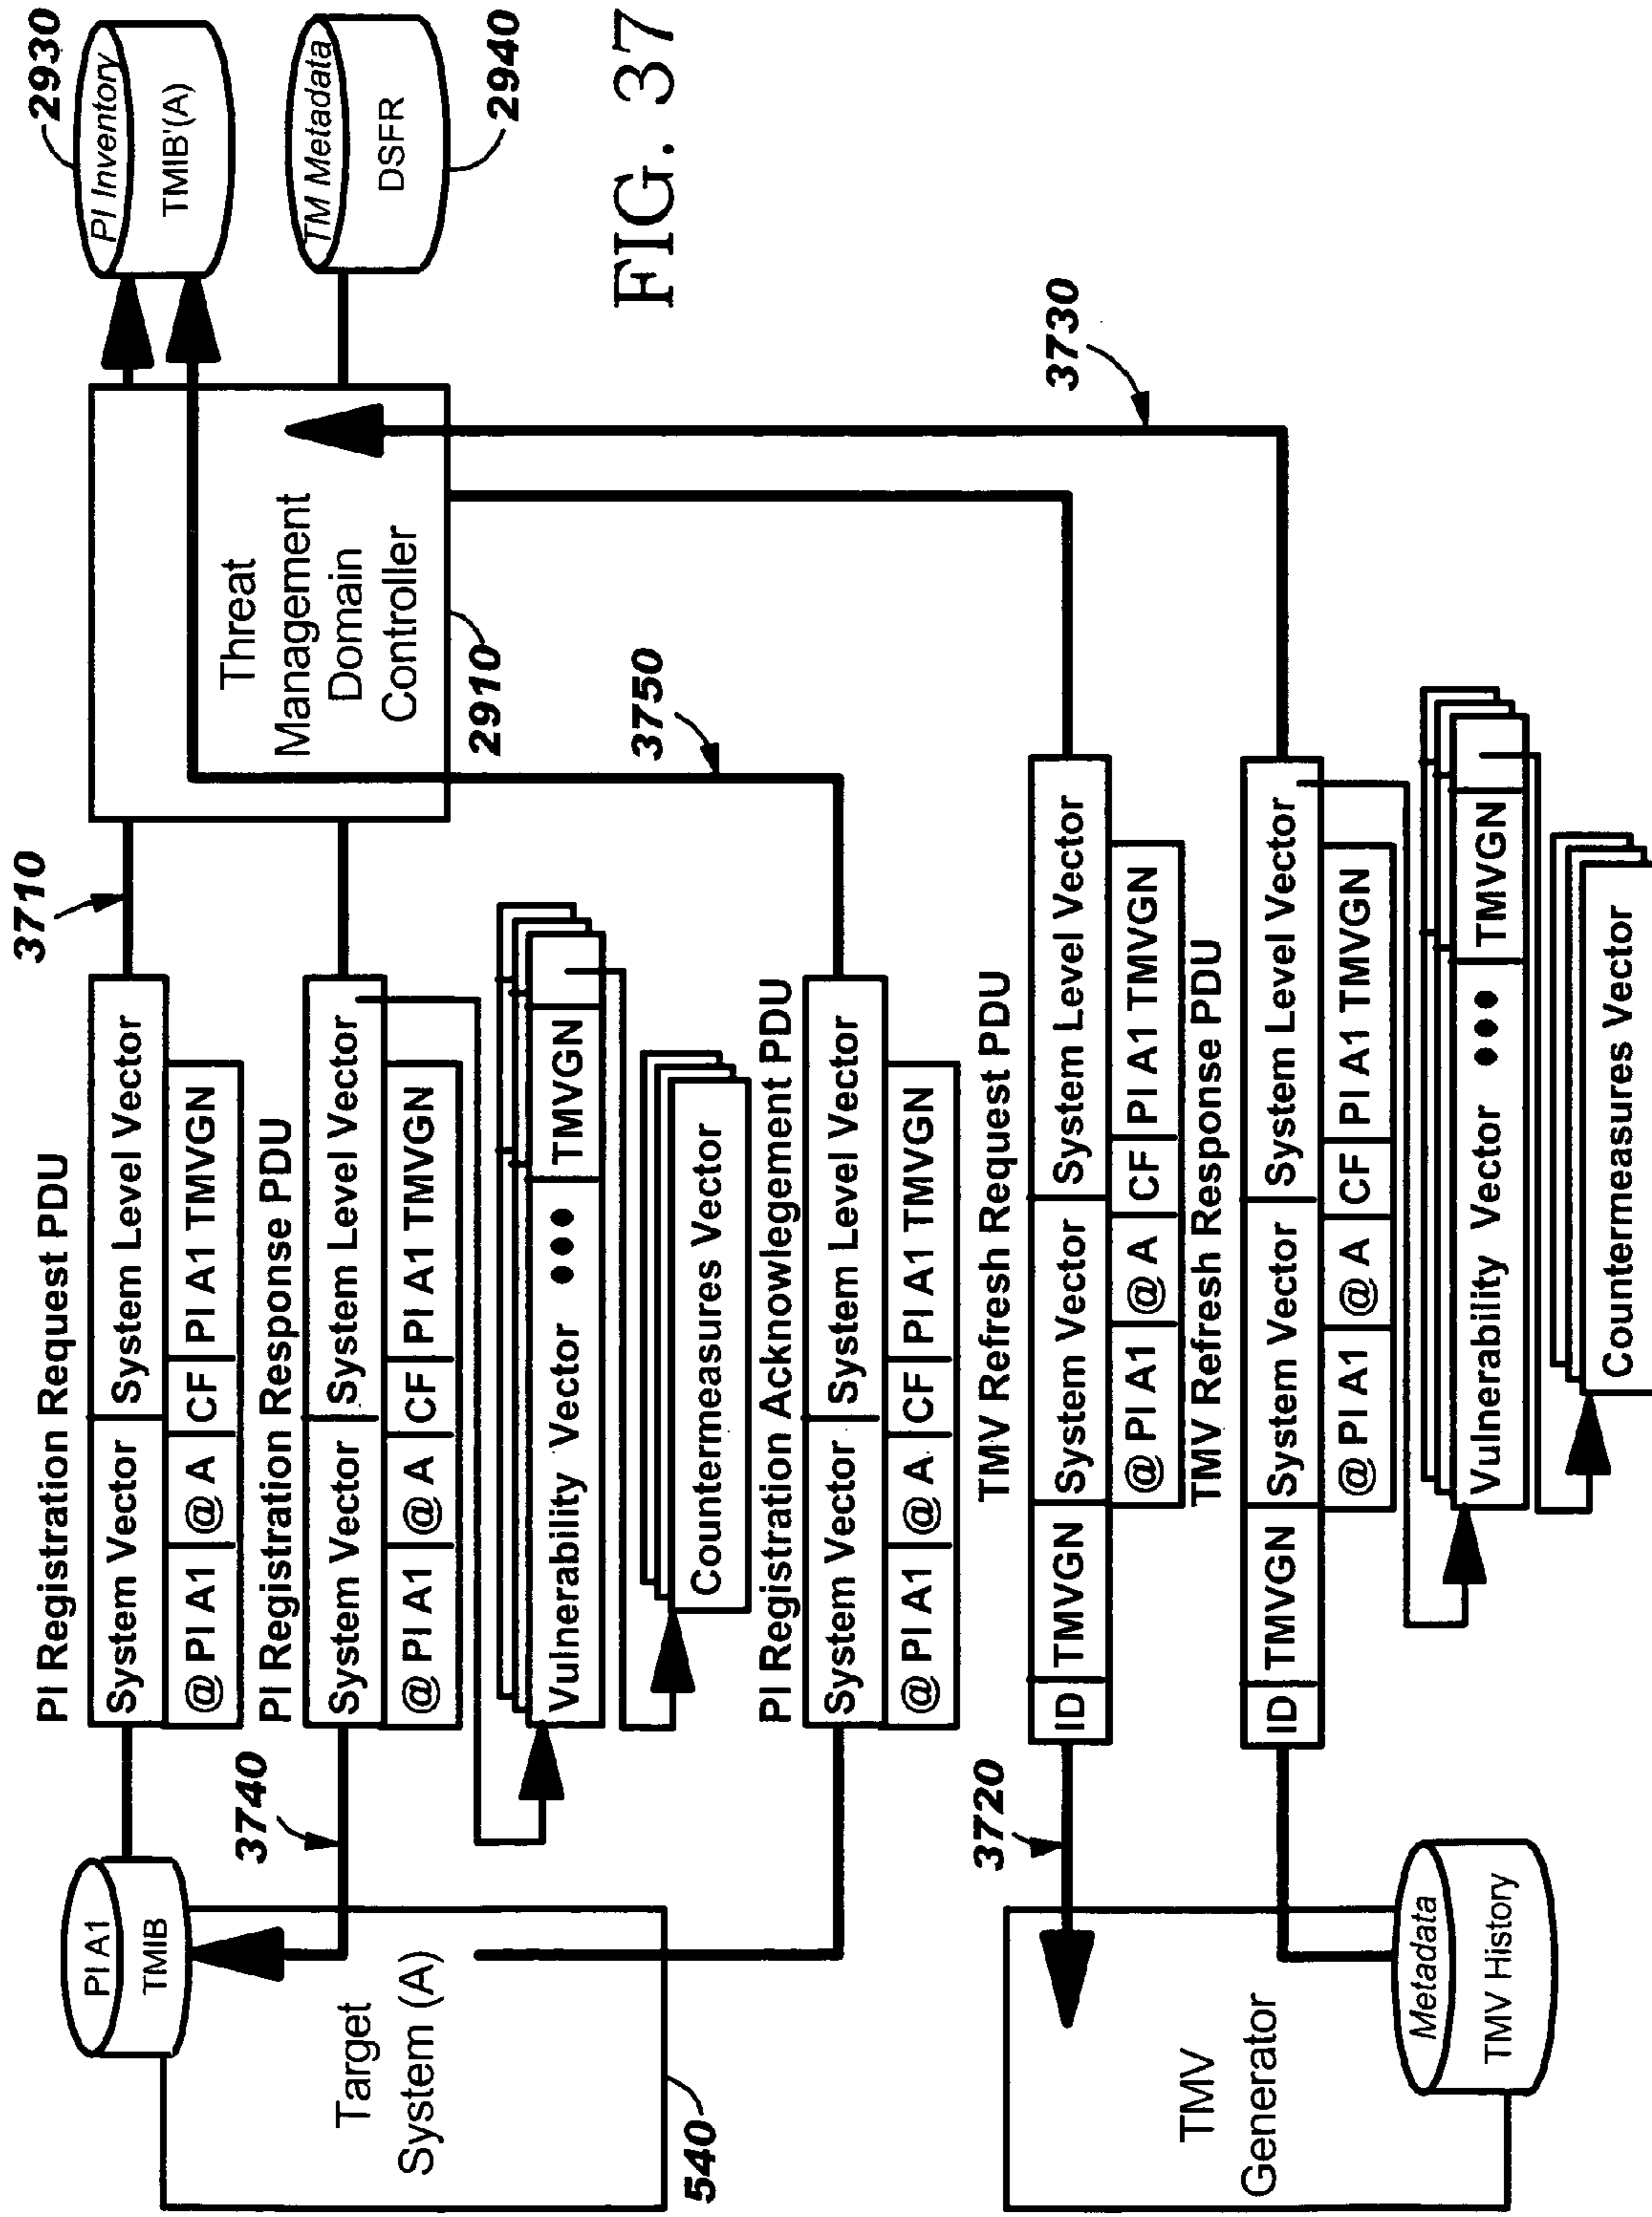 PI A1
TMIB
Target
System (A)
540
3710
PI Registration Request PDU
System Vector System Level Vector
@ PI A1 @ A CF PI A1 TMVGN
3740
PI Registration Response PDU
System Vector System Level Vector
@ PI A1 @ A CF PI A1 TMVGN
Vulnerability Vector ●●● TMVGN
Countermeasures Vector
PI Registration Acknowlegement PDU
System Vector System Level Vector
@ PI A1 @ A CF PI A1 TMVGN
3750
Threat
Management
Domain
Controller
2910
PI Inventory
TMIB'(A)
2930
TM Metadata
DSFR
2940
FIG. 37
TMV
Generator
Metadata
TMV History
3720
TMV Refresh Request PDU
ID TMVGN System Vector System Level Vector
@ PI A1 @ A CF PI A1 TMVGN
3730
TMV Refresh Response PDU
ID TMVGN System Vector System Level Vector
@ PI A1 @ A CF PI A1 TMVGN
Vulnerability Vector ●●● TMVGN
Countermeasures Vector